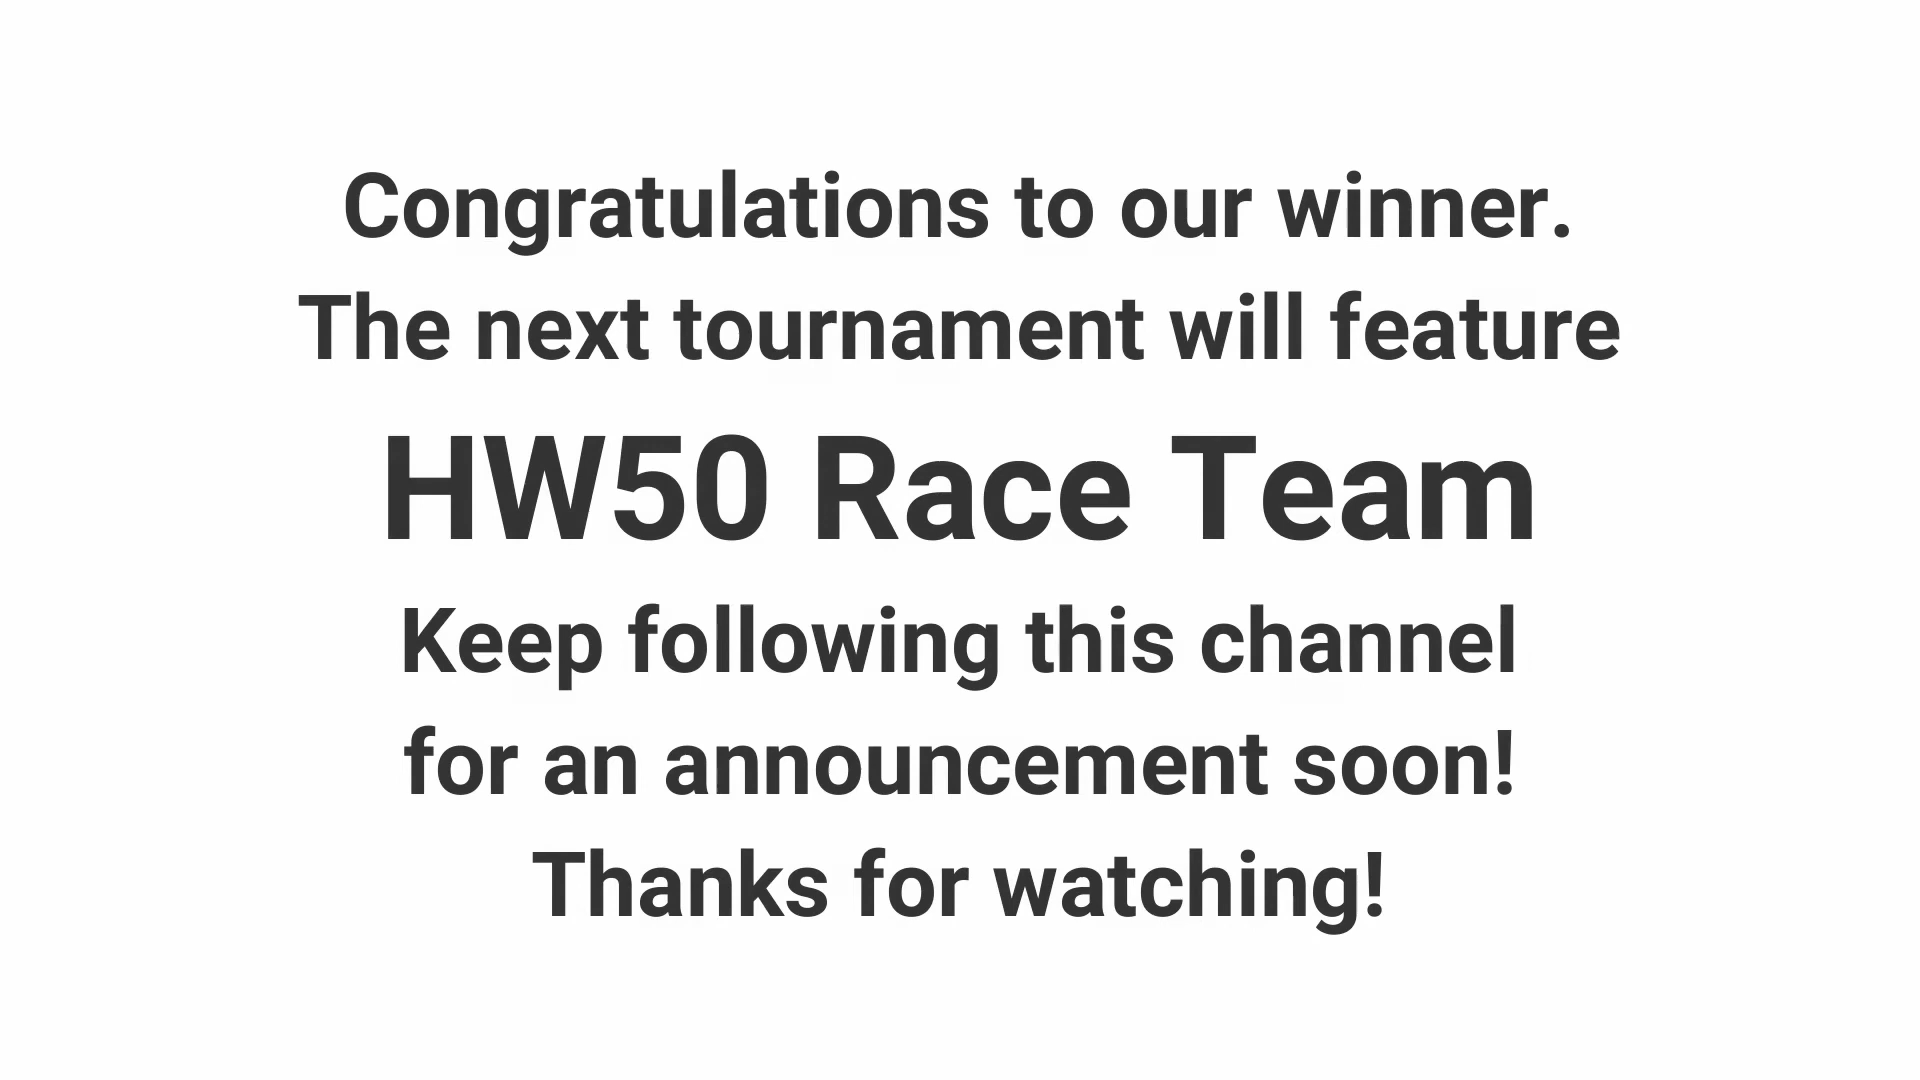 Congratulations to our winner.
The next tournament will feature
HW50 Race Team
Keep following this channel
for an announcement soon!
Thanks for watching!